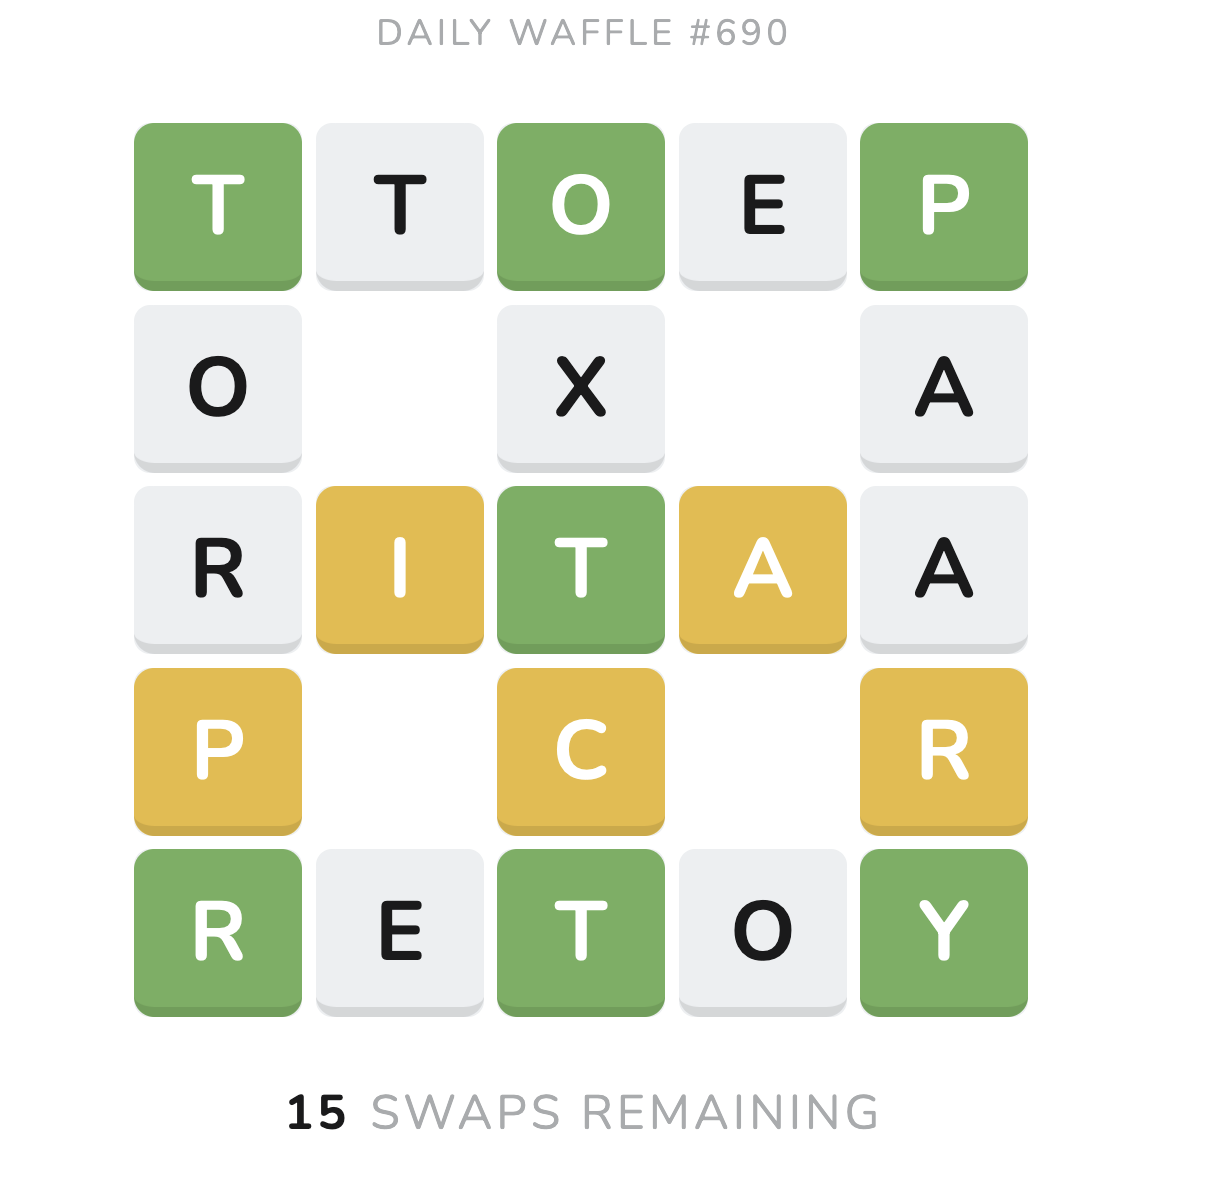 DAILY WAFFLE #690
T T O E P
O X A
R I T A A
P C R
R E T O Y
15 SWAPS REMAINING